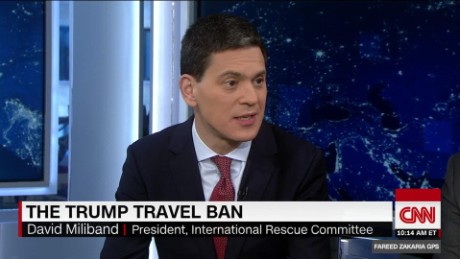 THE TRUMP TRAVEL BAN
David Miliband President, International Rescue Committee
CNN
10:14 AM ET
FAREED ZAKARIA GPS